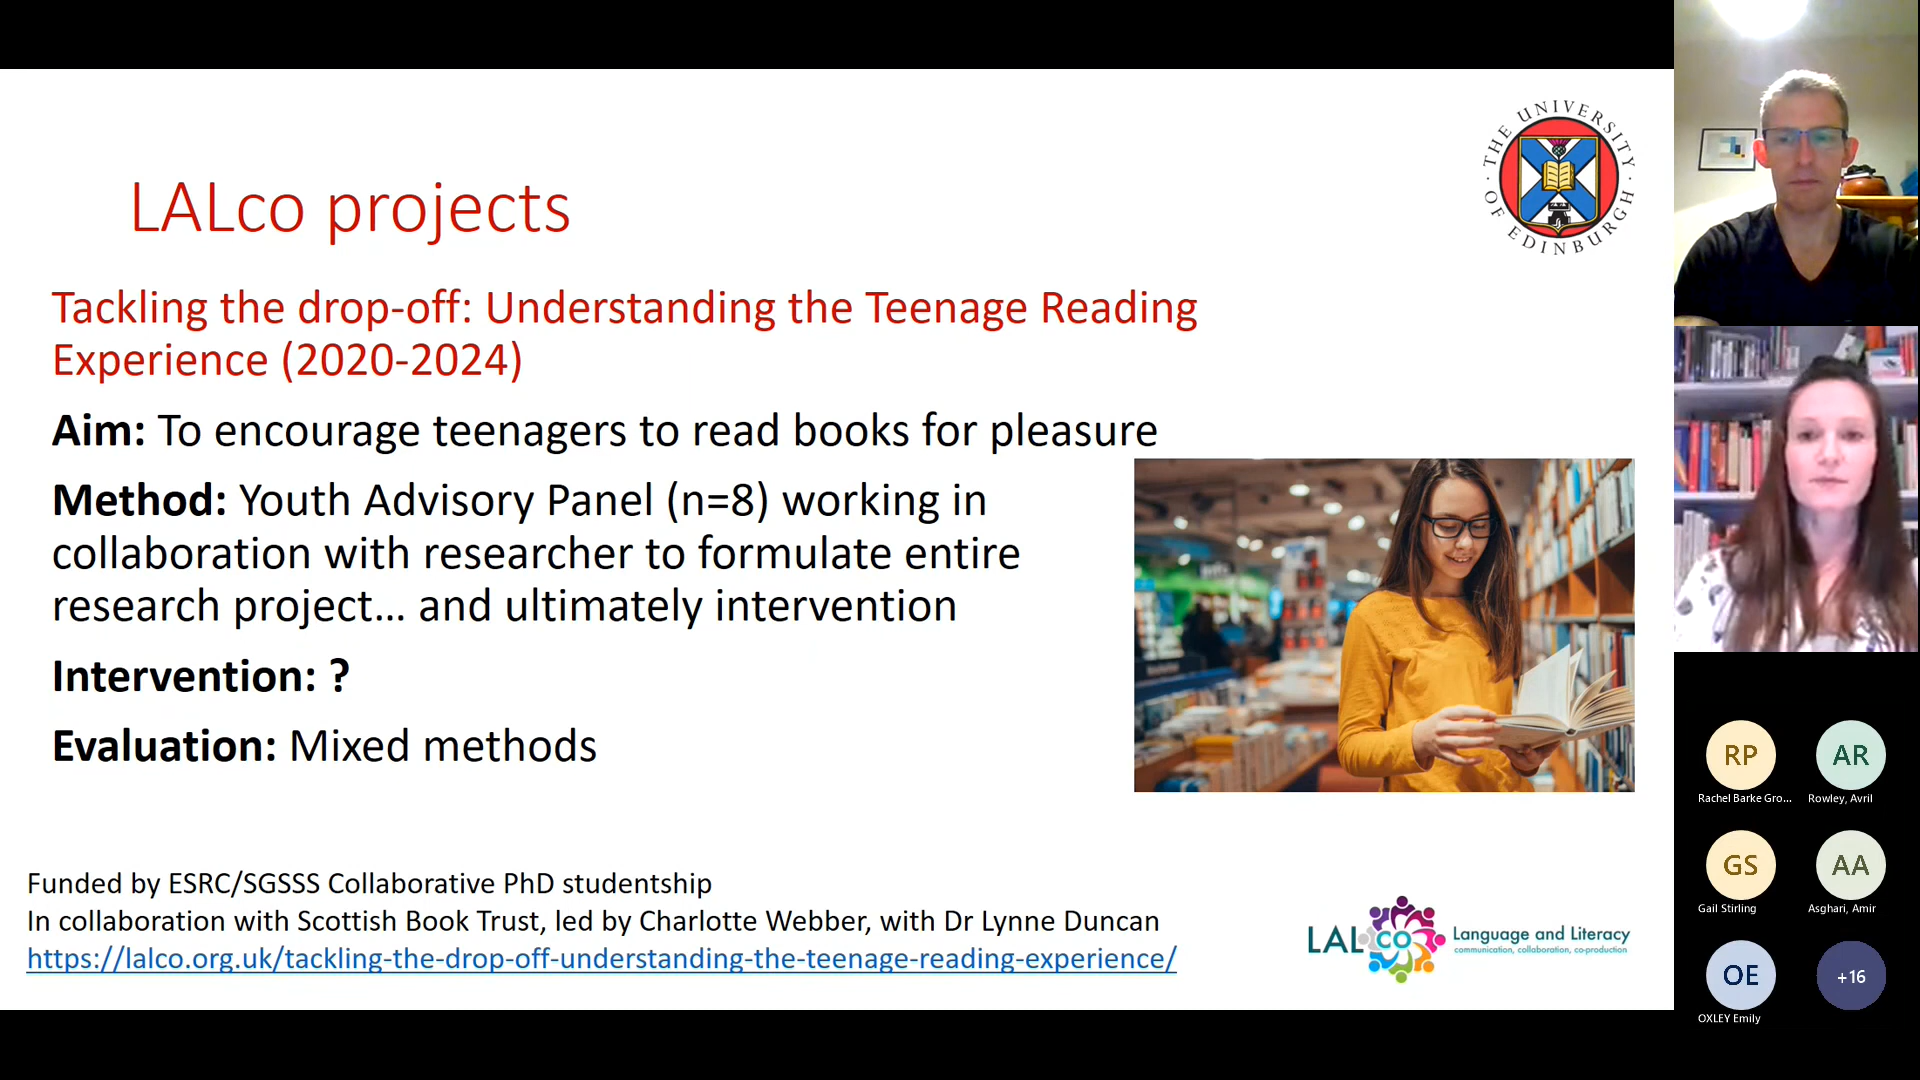 LALco projects
THE UNIVERSITY OF EDINBURGH
Tackling the drop-off: Understanding the Teenage Reading
Experience (2020-2024)
Aim: To encourage teenagers to read books for pleasure
Method: Youth Advisory Panel (n=8) working in
collaboration with researcher to formulate entire
research project... and ultimately intervention
Intervention: ?
Evaluation: Mixed methods
Funded by ESRC/SGSSS Collaborative PhD studentship
In collaboration with Scottish Book Trust, led by Charlotte Webber, with Dr Lynne Duncan
https://lalco.org.uk/tackling-the-drop-off-understanding-the-teenage-reading-experience/
LALco
Language and Literacy
communication, collaboration, co-production
RP
AR
Rachel Barke Gro...
Rowley, Avril
GS
AA
Gail Stirling
Asghari, Amir
OE
+16
OXLEY Emily